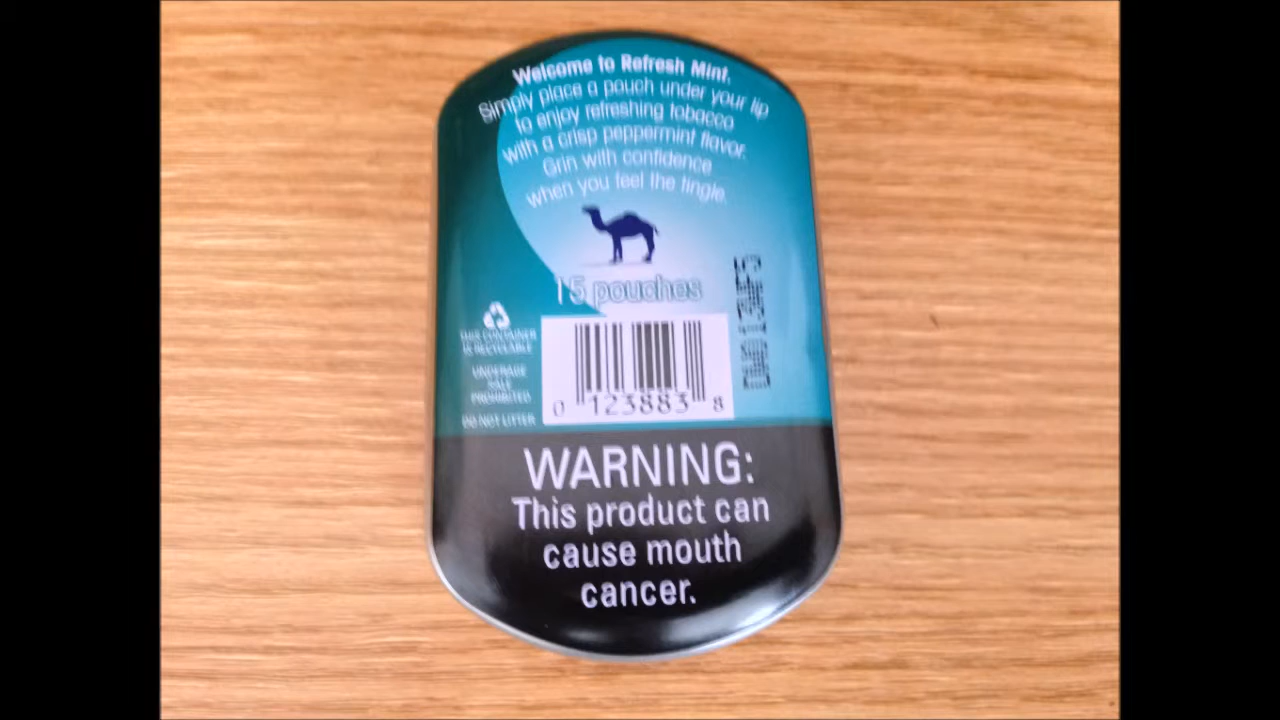 Welcome to Refresh Mint.
Simply place a pouch under your lip
to enjoy refreshing tobacco
with a crisp peppermint flavor.
Grin with confidence
when you feel the tingle.
15 pouches
THIS CONTAINER
IS RECYCLABLE
UNDERAGE
SALE
PROHIBITED
DO NOT LITTER
0 123883 8
WARNING:
This product can
cause mouth
cancer.